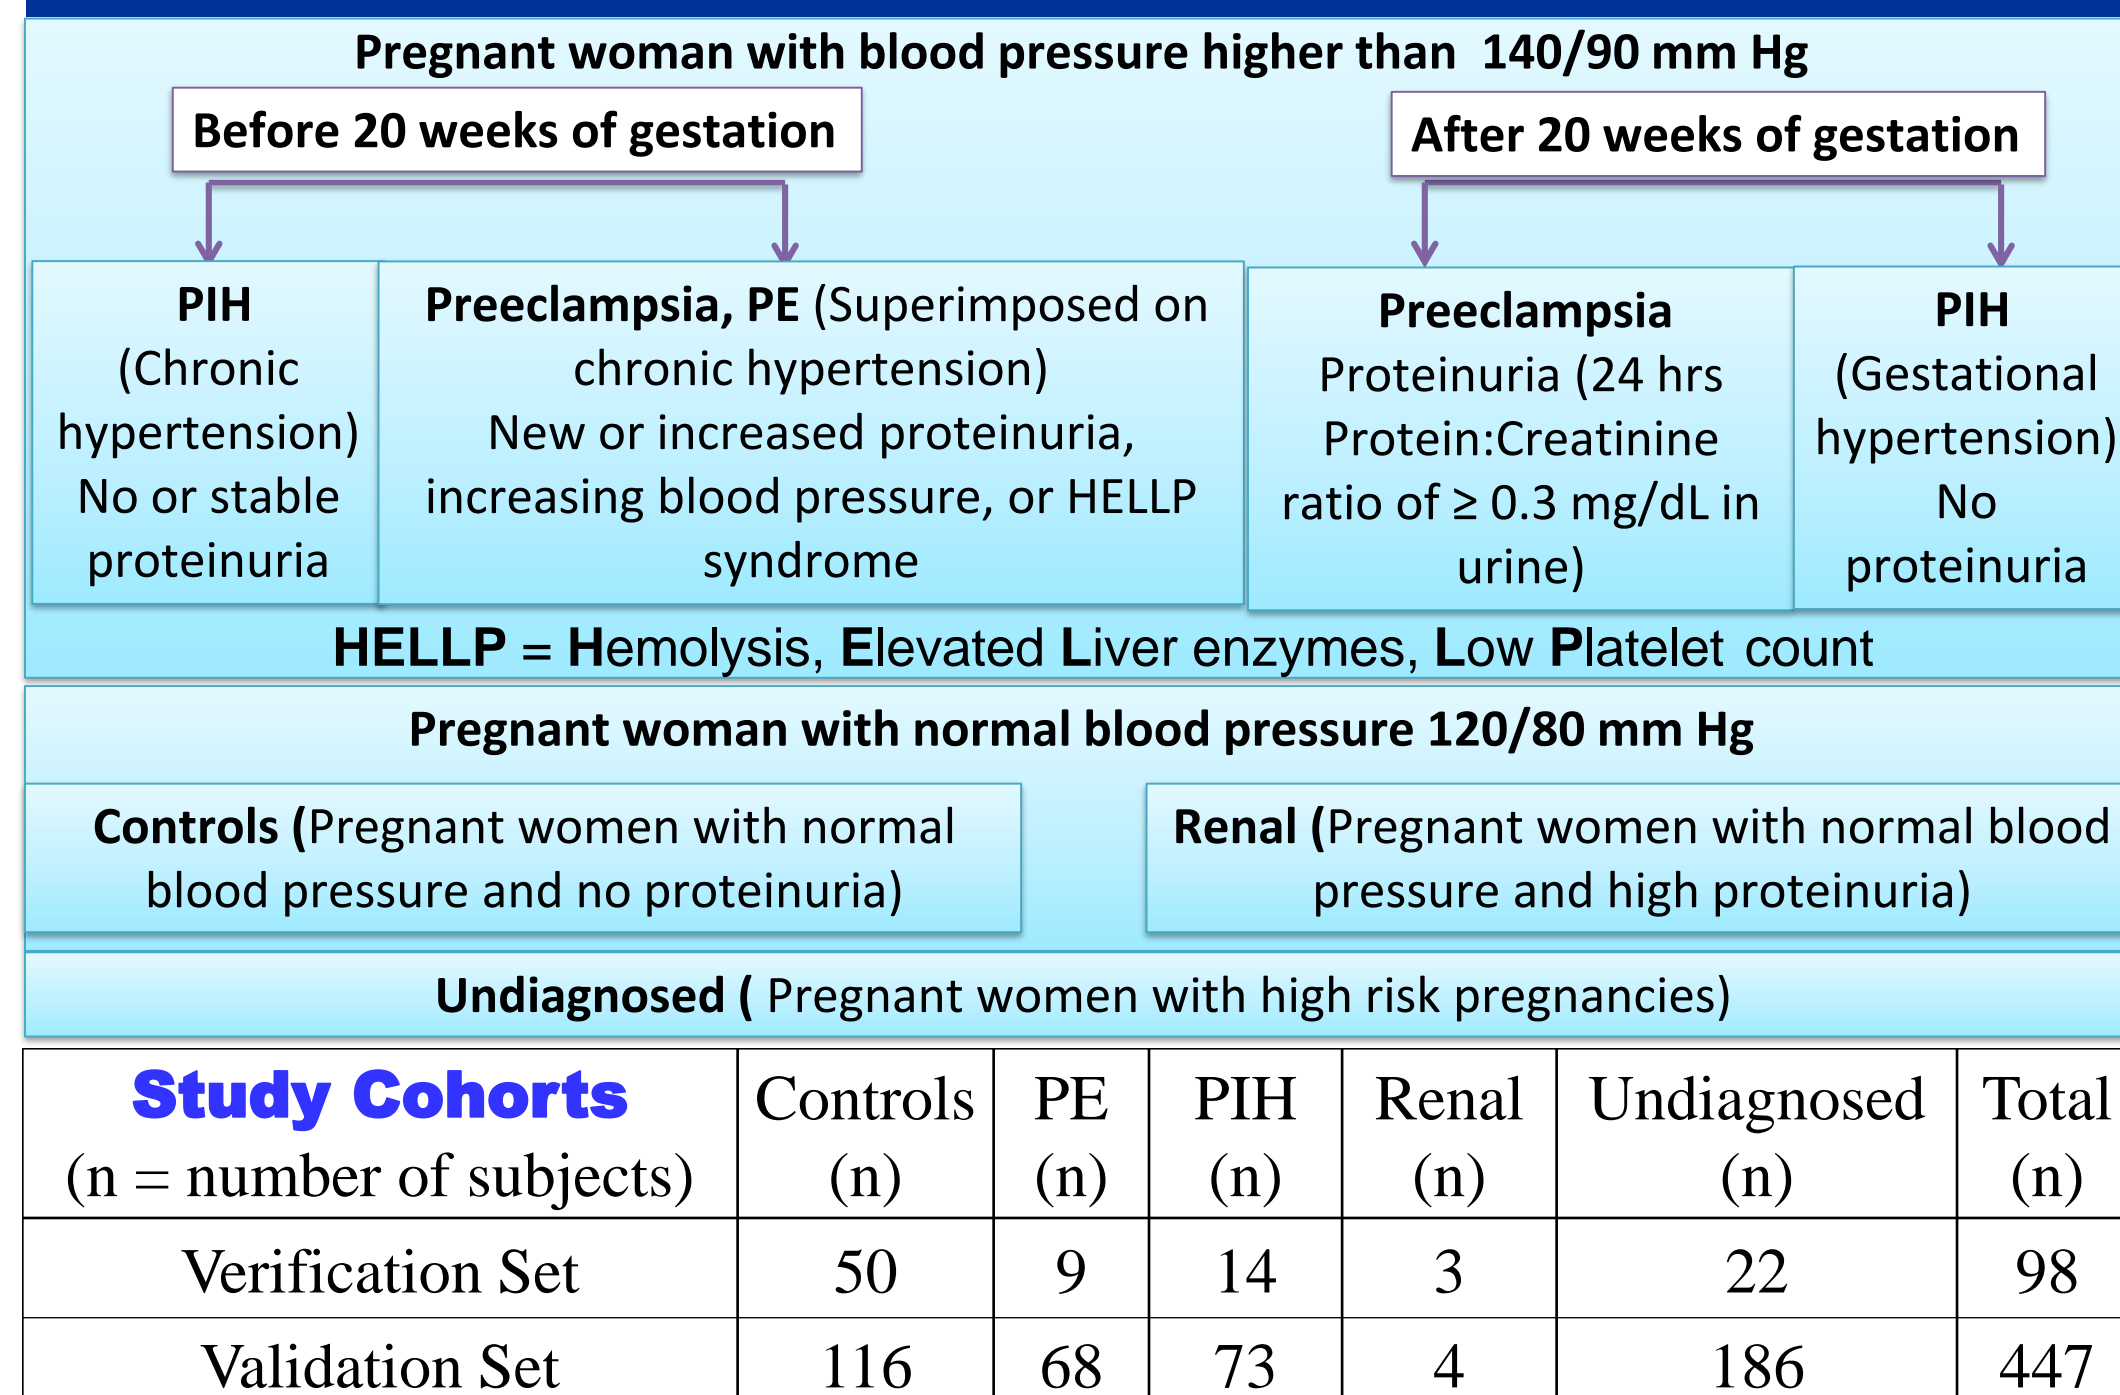 Pregnant woman with blood pressure higher than 140/90 mm Hg
Before 20 weeks of gestation
After 20 weeks of gestation
PIH
(Chronic
hypertension)
No or stable
proteinuria
Preeclampsia, PE (Superimposed on
chronic hypertension)
New or increased proteinuria,
increasing blood pressure, or HELLP
syndrome
Preeclampsia
Proteinuria (24 hrs
Protein:Creatinine
ratio of ≥ 0.3 mg/dL in
urine)
PIH
(Gestational
hypertension)
No
proteinuria
HELLP = Hemolysis, Elevated Liver enzymes, Low Platelet count
Pregnant woman with normal blood pressure 120/80 mm Hg
Controls (Pregnant women with normal
blood pressure and no proteinuria)
Renal (Pregnant women with normal blood
pressure and high proteinuria)
Undiagnosed ( Pregnant women with high risk pregnancies)
Study Cohorts
(n = number of subjects)
Controls
(n)
PE
(n)
PIH
(n)
Renal
(n)
Undiagnosed
(n)
Total
(n)
Verification Set 50 9 14 3 22 98
Validation Set 116 68 73 4 186 447